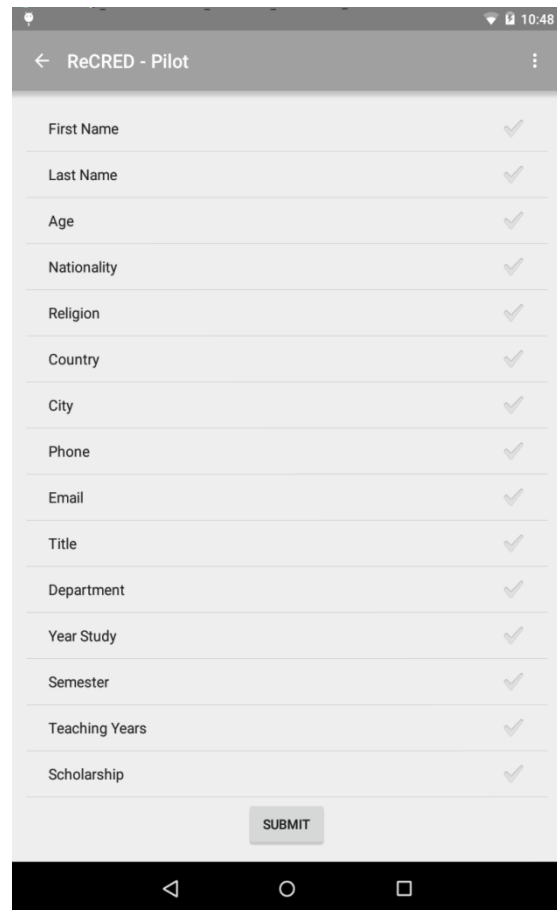 10:48
ReCRED - Pilot
First Name
Last Name
Age
Nationality
Religion
Country
City
Phone
Email
Title
Department
Year Study
Semester
Teaching Years
Scholarship
SUBMIT